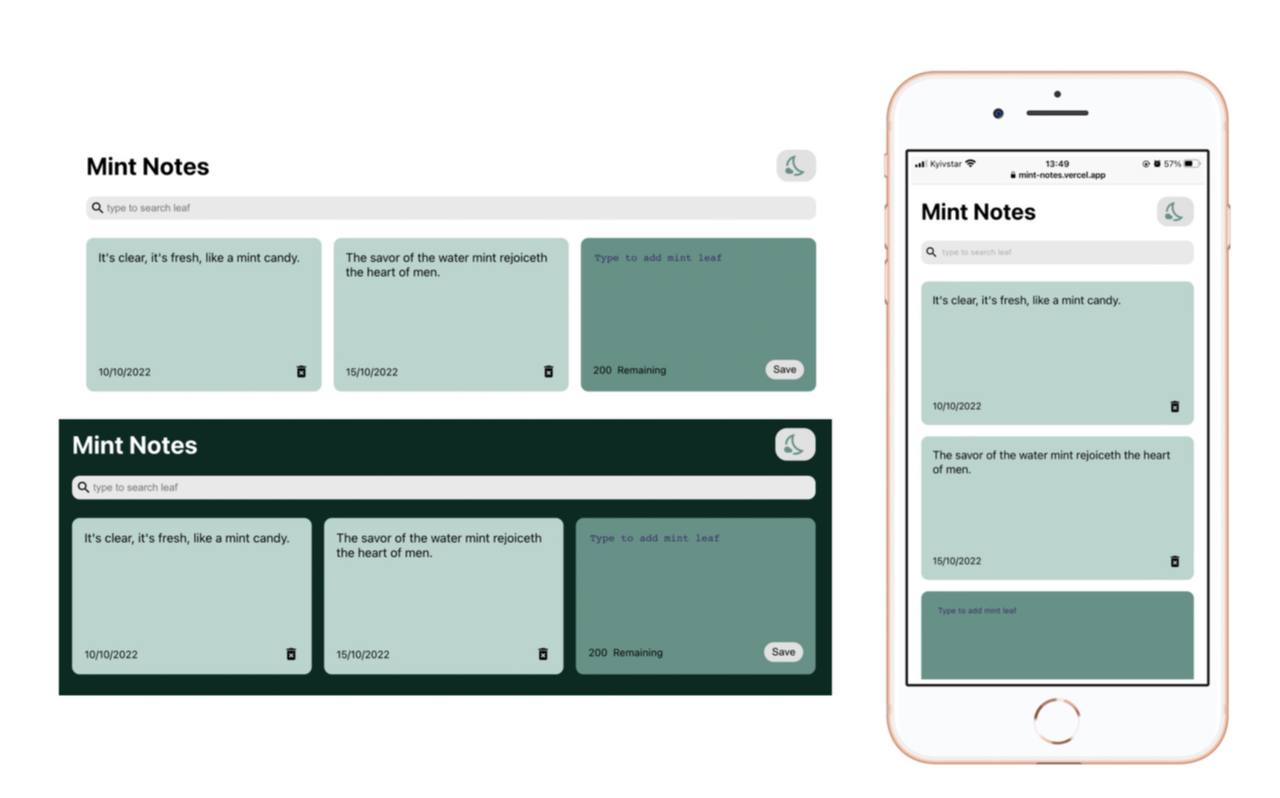 Mint Notes
type to search leaf
It's clear, it's fresh, like a mint candy.
10/10/2022
The savor of the water mint rejoiceth
the heart of men.
15/10/2022
Type to add mint leaf
200 Remaining
Save
Mint Notes
type to search leaf
It's clear, it's fresh, like a mint candy.
10/10/2022
The savor of the water mint rejoiceth
the heart of men.
15/10/2022
Type to add mint leaf
200 Remaining
Save
Kyivstar 13:49 57%
mint-notes.vercel.app
Mint Notes
type to search leaf
It's clear, it's fresh, like a mint candy.
10/10/2022
The savor of the water mint rejoiceth the heart
of men.
15/10/2022
Type to add mint leaf